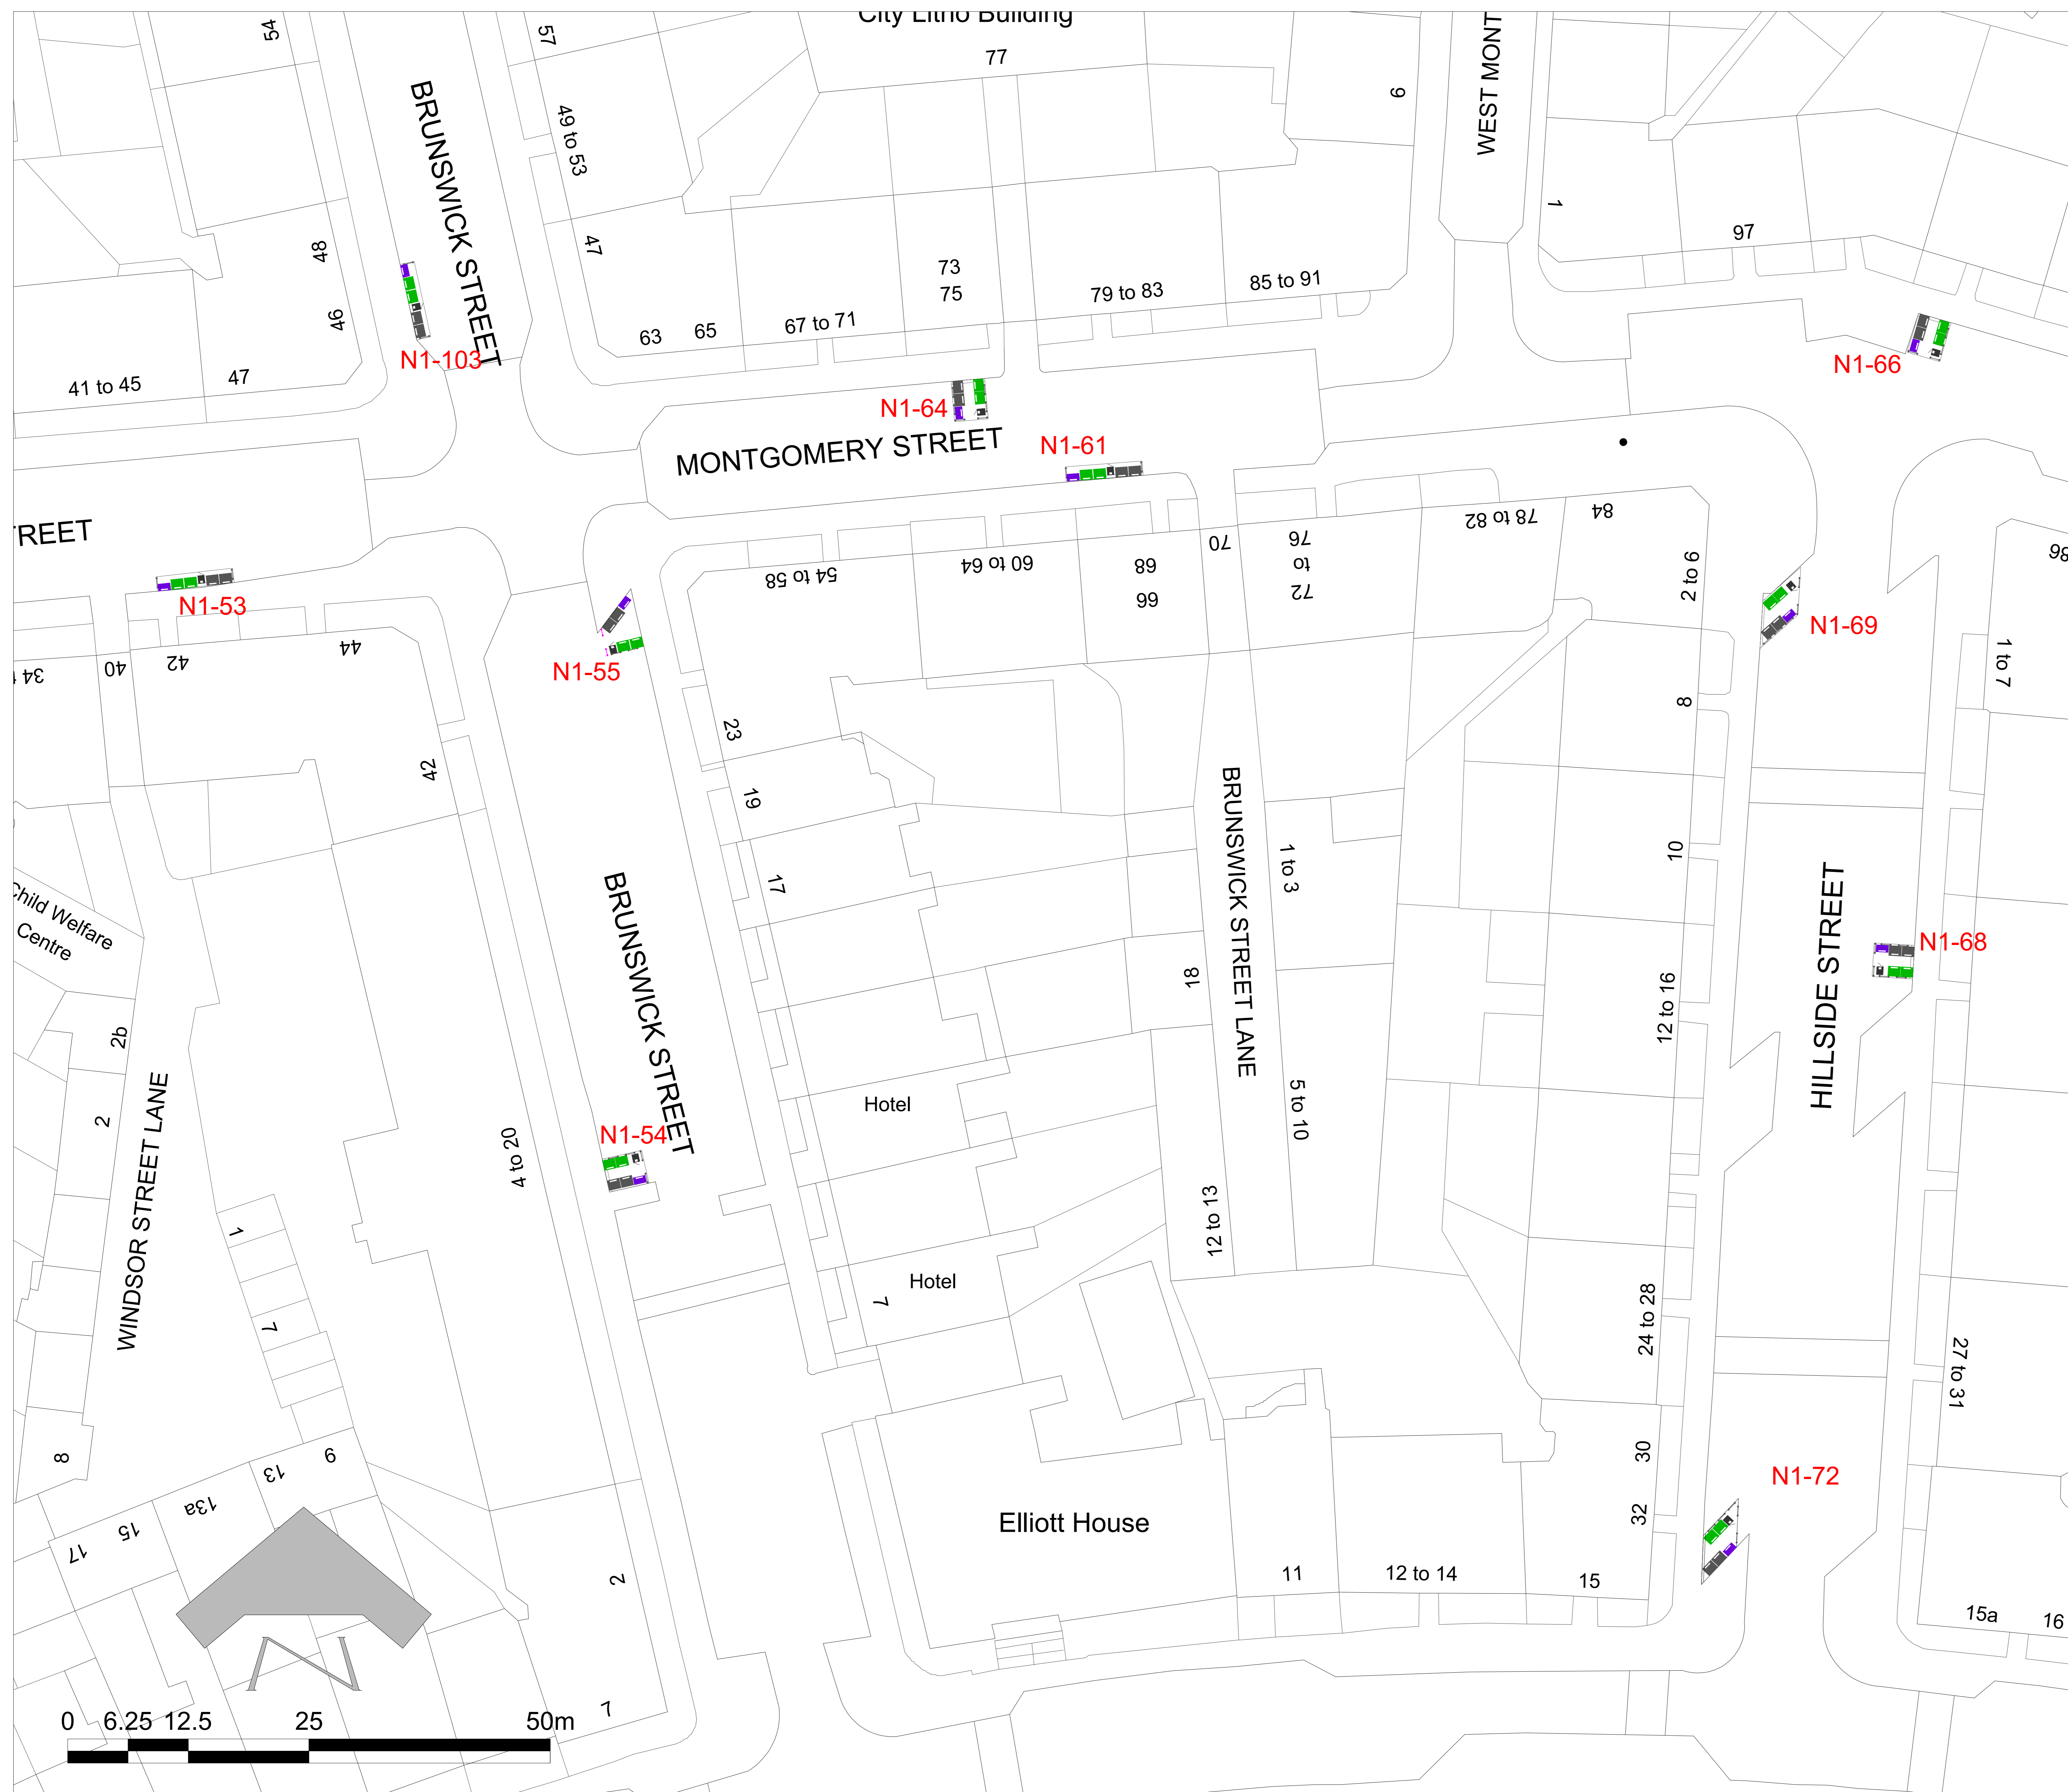 City Litho Building
77
54
57
BRUNSWICK STREET
49 to 53
6
WEST MONT
1
97
48
46
47
73
75
79 to 83
85 to 91
63
65
67 to 71
41 to 45
47
N1-103
N1-66
N1-64
MONTGOMERY STREET
N1-61
TREET
N1-53
N1-55
34
40
42
44
54 to 58
60 to 64
68
66
70
76
to
72
78 to 82
84
2 to 6
N1-69
1 to 7
8
42
23
19
17
10
BRUNSWICK STREET LANE
1 to 3
Child Welfare
Centre
BRUNSWICK STREET
18
12 to 16
HILLSIDE STREET
N1-68
2b
2
WINDSOR STREET LANE
Hotel
5 to 10
N1-54
4 to 20
12 to 13
1
7
Hotel
7
24 to 28
27 to 31
8
9
13
13a
15
17
30
32
N1-72
Elliott House
11
12 to 14
15
15a
16
2
7
N
0 6.25 12.5 25 50m